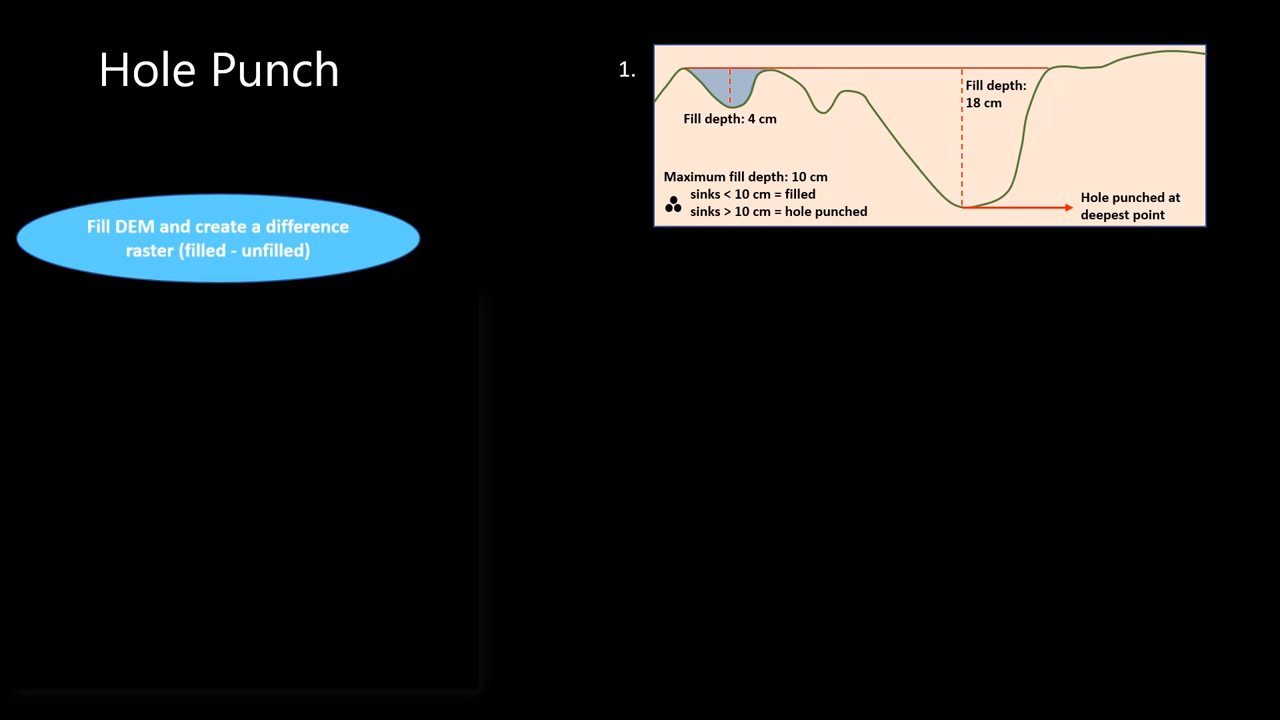 Hole Punch
Fill DEM and create a difference
raster (filled - unfilled)
1.
Fill depth: 4 cm
Fill depth:
18 cm
Maximum fill depth: 10 cm
∴ sinks < 10 cm = filled
sinks > 10 cm = hole punched
Hole punched at
deepest point